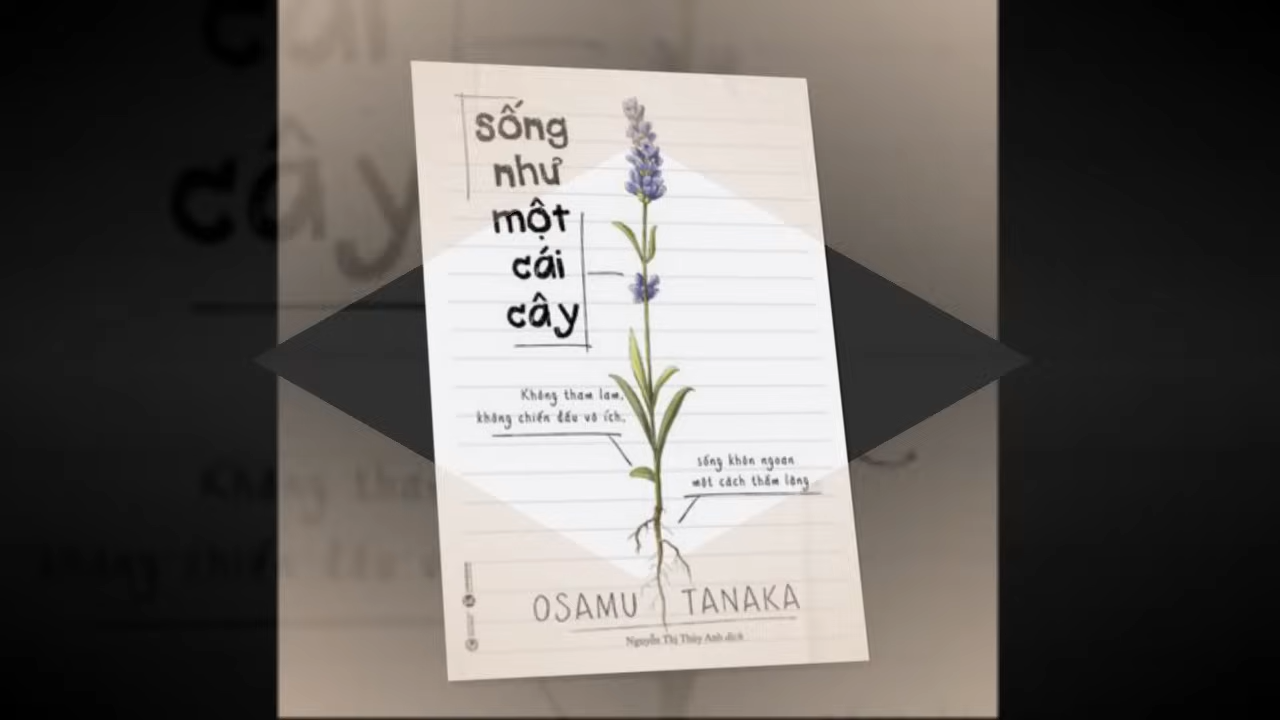 sống
như
một
cái
cây
Không tham lam,
không chiến đấu vô ích,
sống khôn ngoan
một cách thầm lặng
OSAMU TANAKA
Nguyễn Thị Thùy Anh dịch